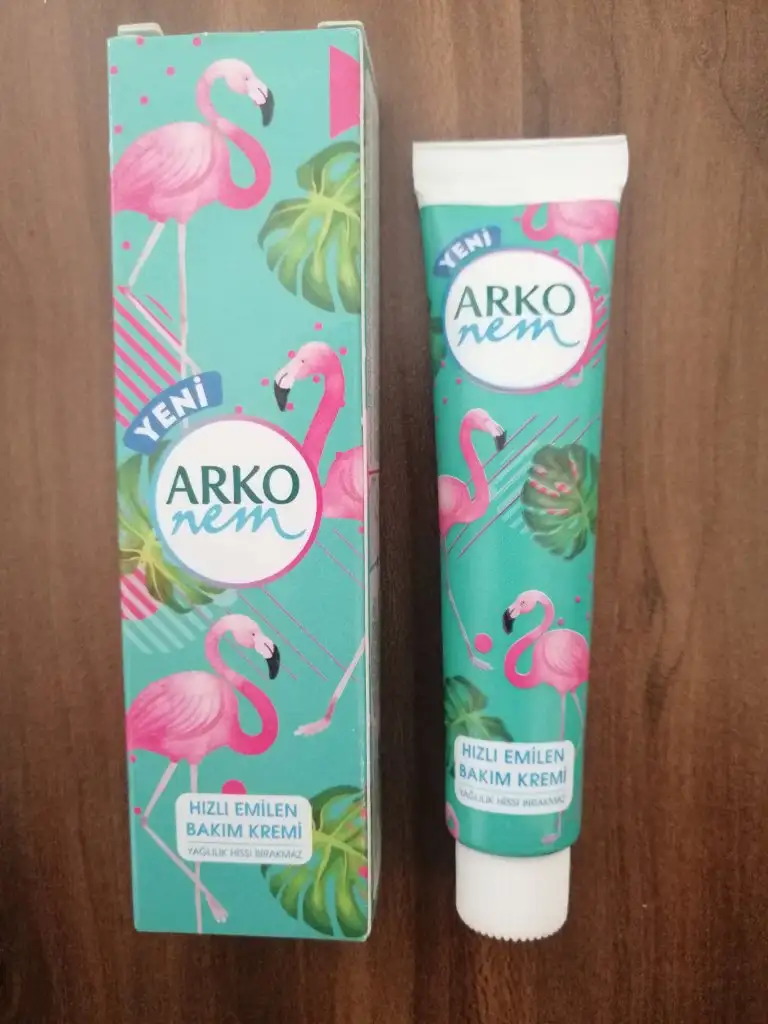 YENİ
ARKO
nem
HIZLI EMİLEN
BAKIM KREMİ
YAĞLILIK HİSSİ BIRAKMAZ
YENİ
ARKO
nem
HIZLI EMİLEN
BAKIM KREMİ
YAĞLILIK HİSSİ BIRAKMAZ